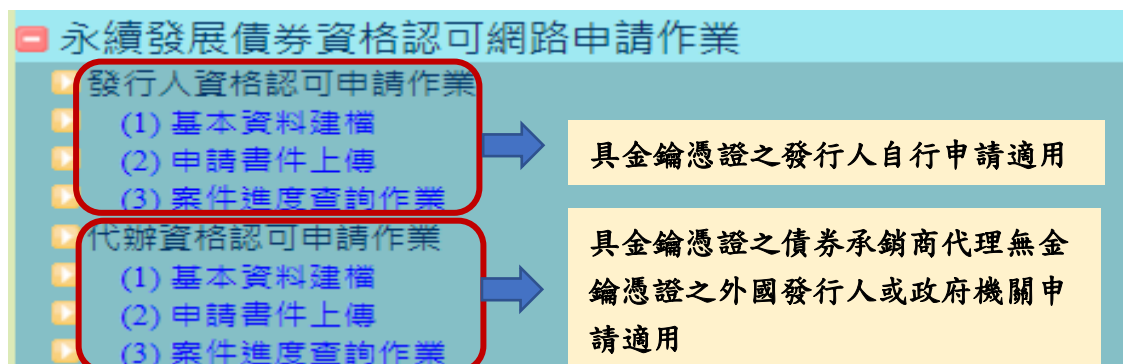 永續發展債券資格認可網路申請作業
發行人資格認可申請作業
(1) 基本資料建檔
(2) 申請書件上傳
(3) 案件進度查詢作業
具金鑰憑證之發行人自行申請適用
代辦資格認可申請作業
(1) 基本資料建檔
(2) 申請書件上傳
(3) 案件進度查詢作業
具金鑰憑證之債券承銷商代理無金
鑰憑證之外國發行人或政府機關申
請適用